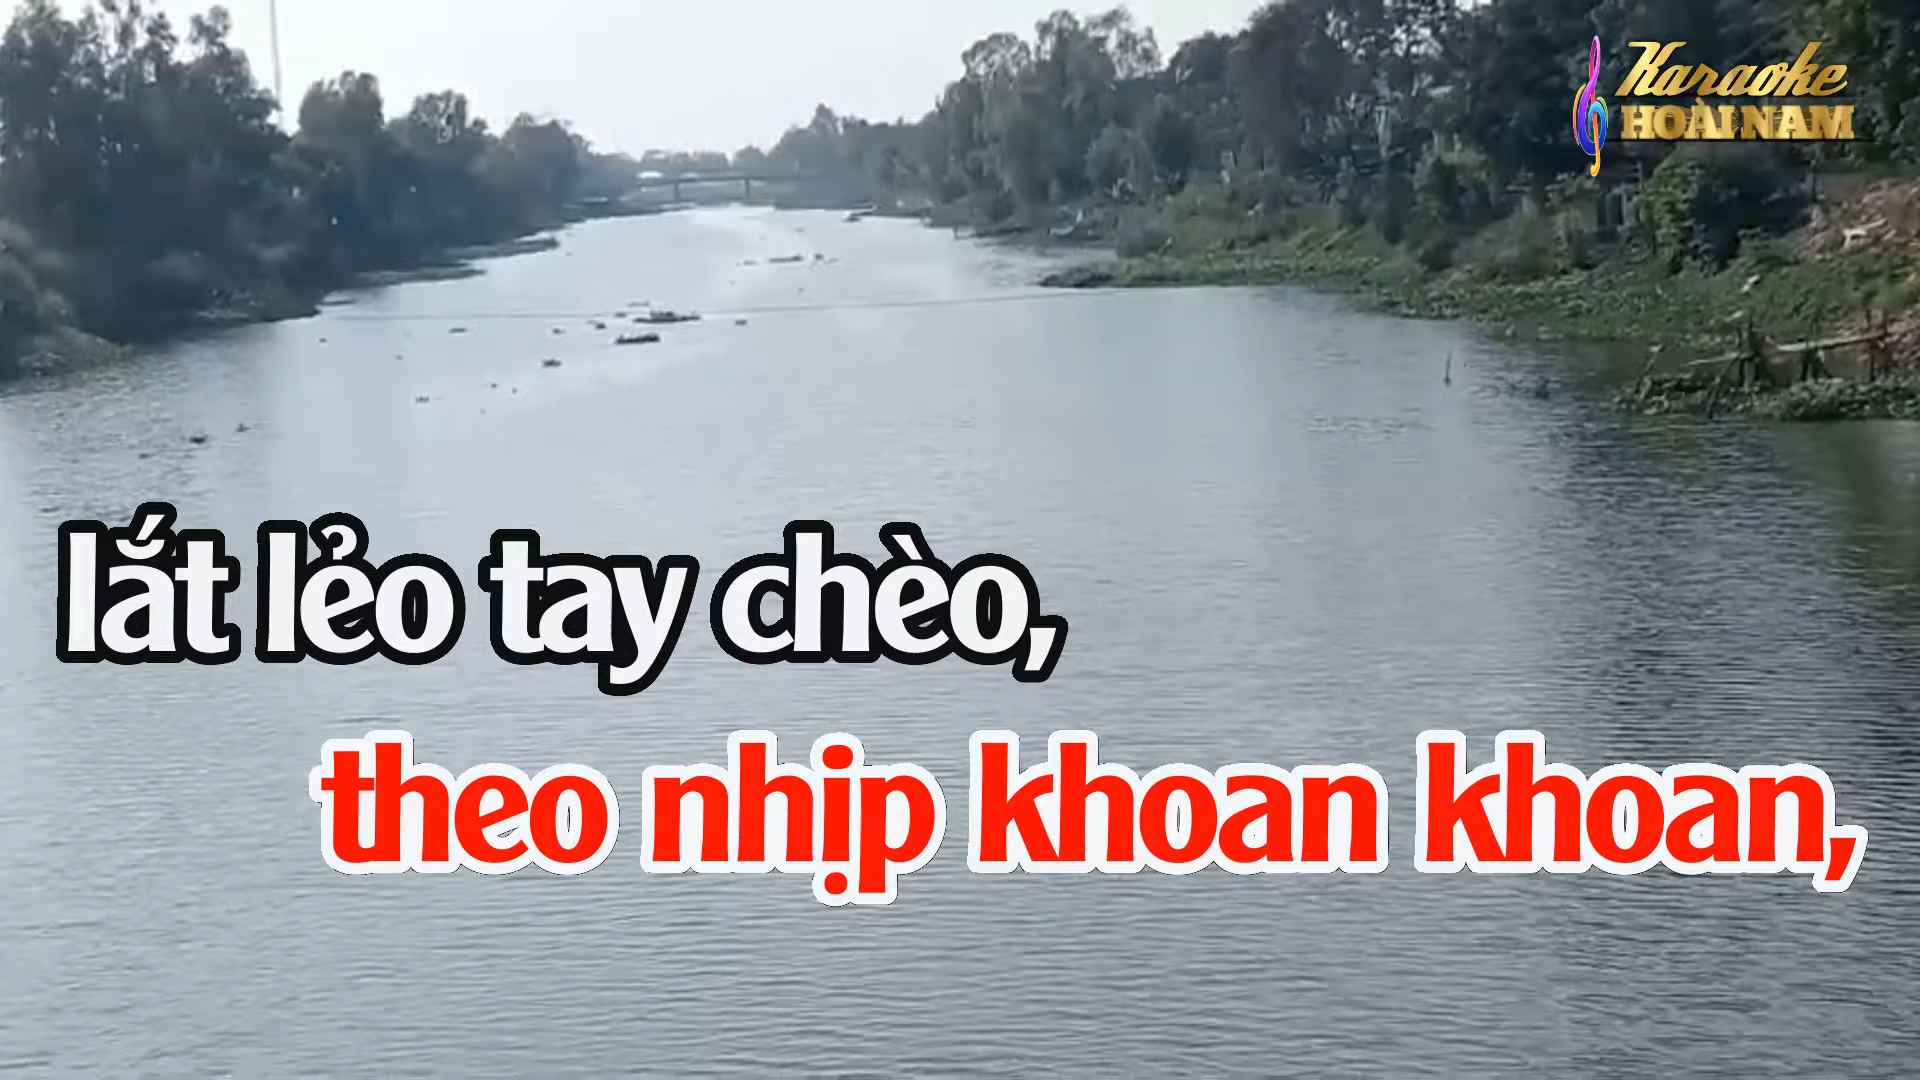 Karaoke
HOÀI NAM
lắt lẻo tay chèo,
theo nhịp khoan khoan,